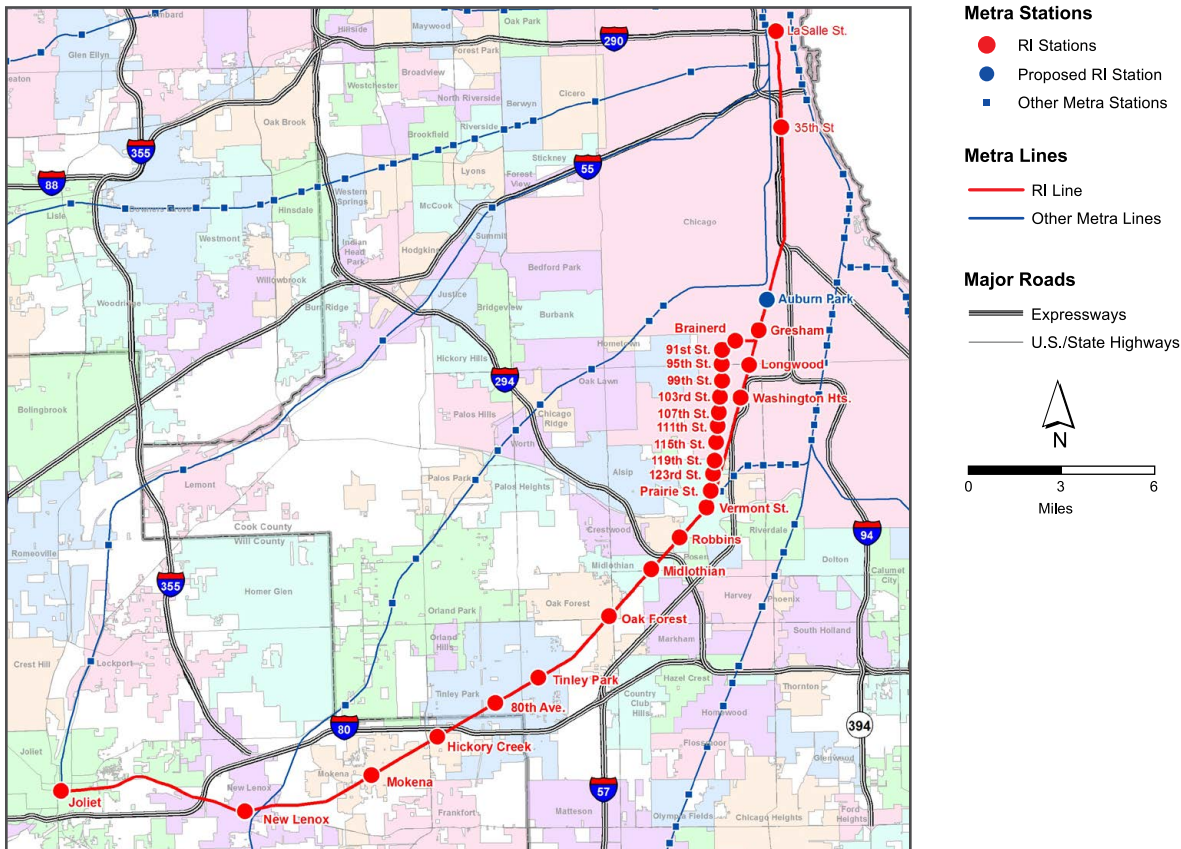 Lombard
Glen Ellyn
Hillside
Maywood
Oak Park
290
LaSalle St.
Forest Park
Broadview
Westchester
Oak Brook
North Riverside
Berwyn
Cicero
35th St
355
Brookfield
Riverside
Stickney
Lyons
Forest
View
55
88
Western
Springs
McCook
Lisle
Downers Grove
Hinsdale
Chicago
Westmont
Summit
Indian
Head
Park
Hodgkins
Bedford Park
Willowbrook
Woodridge
Burr Ridge
Justice
Bridgeview
Burbank
Auburn Park
Brainerd
Gresham
Hometown
91st St.
Hickory Hills
95th St.
Longwood
294
Oak Lawn
99th St.
103rd St.
Washington Hts.
Bolingbrook
Palos Hills
Chicago
Ridge
107th St.
111th St.
Worth
115th St.
119th St.
Alsip
123rd St.
Palos Park
Palos Heights
Lemont
Prairie St.
Vermont St.
Cook County
Will County
Crestwood
Riverdale
94
Robbins
Romeoville
Posen
Dolton
Midlothian
Midlothian
Calumet
City
355
Homer Glen
Harvey
Phoenix
Orland Park
Oak Forest
Oak Forest
South Holland
Orland
Hills
Markham
Crest Hill
Lockport
Tinley Park
Hazel Crest
Thornton
Tinley Park
Country
Club
Hills
80th Ave.
Homewood
80
394
Hickory Creek
Flossmoor
Joliet
Glenwood
Mokena
Mokena
New Lenox
57
Joliet
New Lenox
Frankfort
Matteson
Olympia Fields
Chicago Heights
Ford
Heights
Metra Stations
RI Stations
Proposed RI Station
Other Metra Stations
Metra Lines
RI Line
Other Metra Lines
Major Roads
Expressways
U.S./State Highways
N
0 3 6
Miles